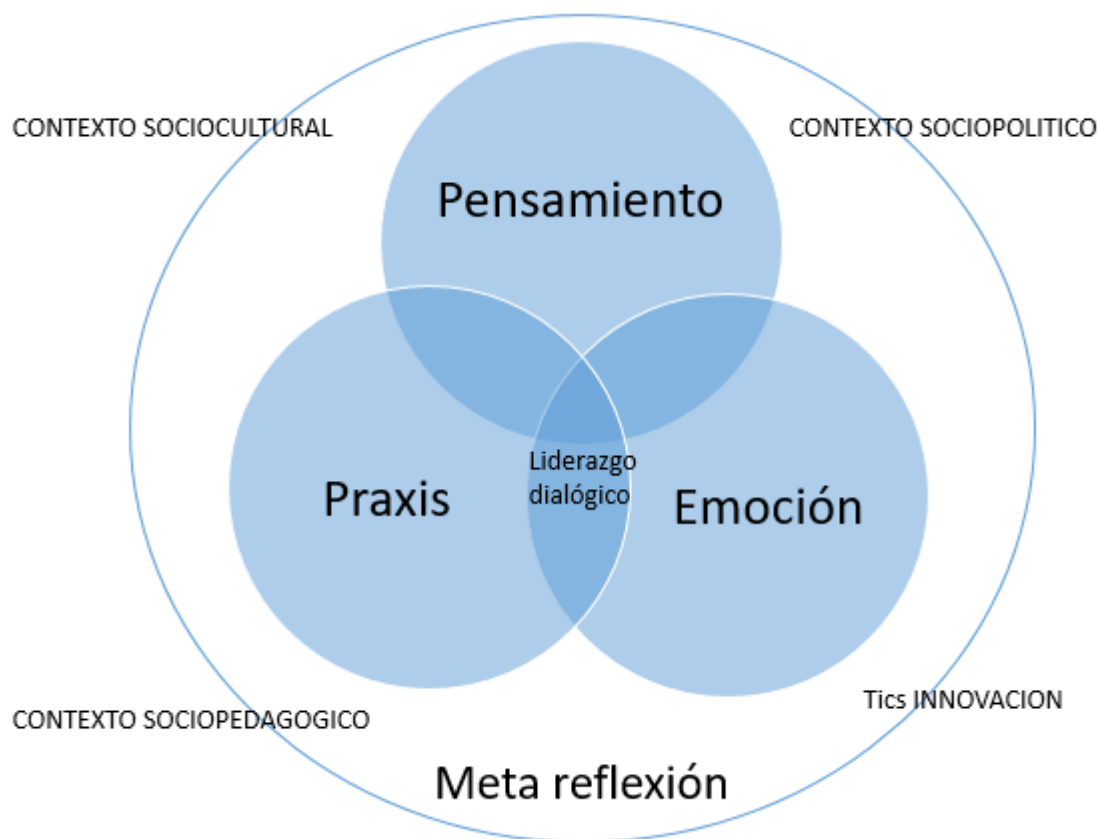 CONTEXTO SOCIOCULTURAL
CONTEXTO SOCIOPOLITICO
Pensamiento
Liderazgo
dialógico
Praxis
Emoción
Tics INNOVACION
CONTEXTO SOCIOPEDAGOGICO
Meta reflexión